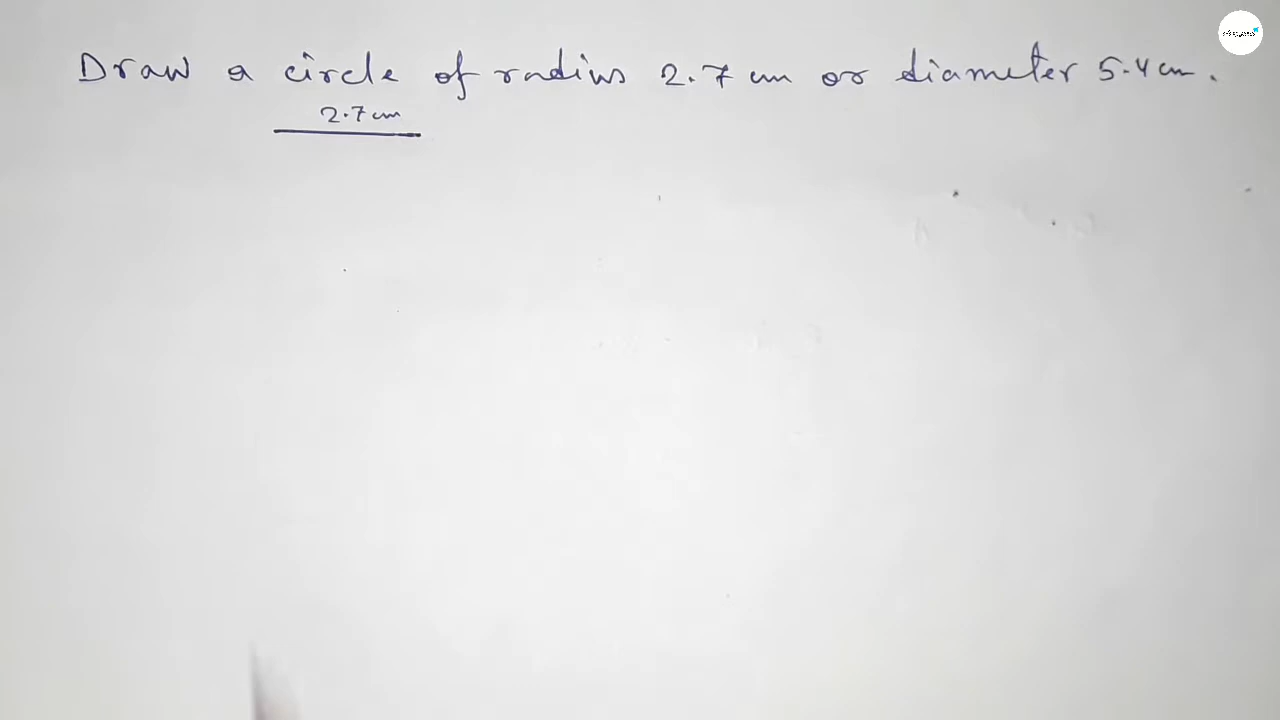 Draw a circle of radius 2.7 cm or diameter 5.4 cm.
2.7 cm